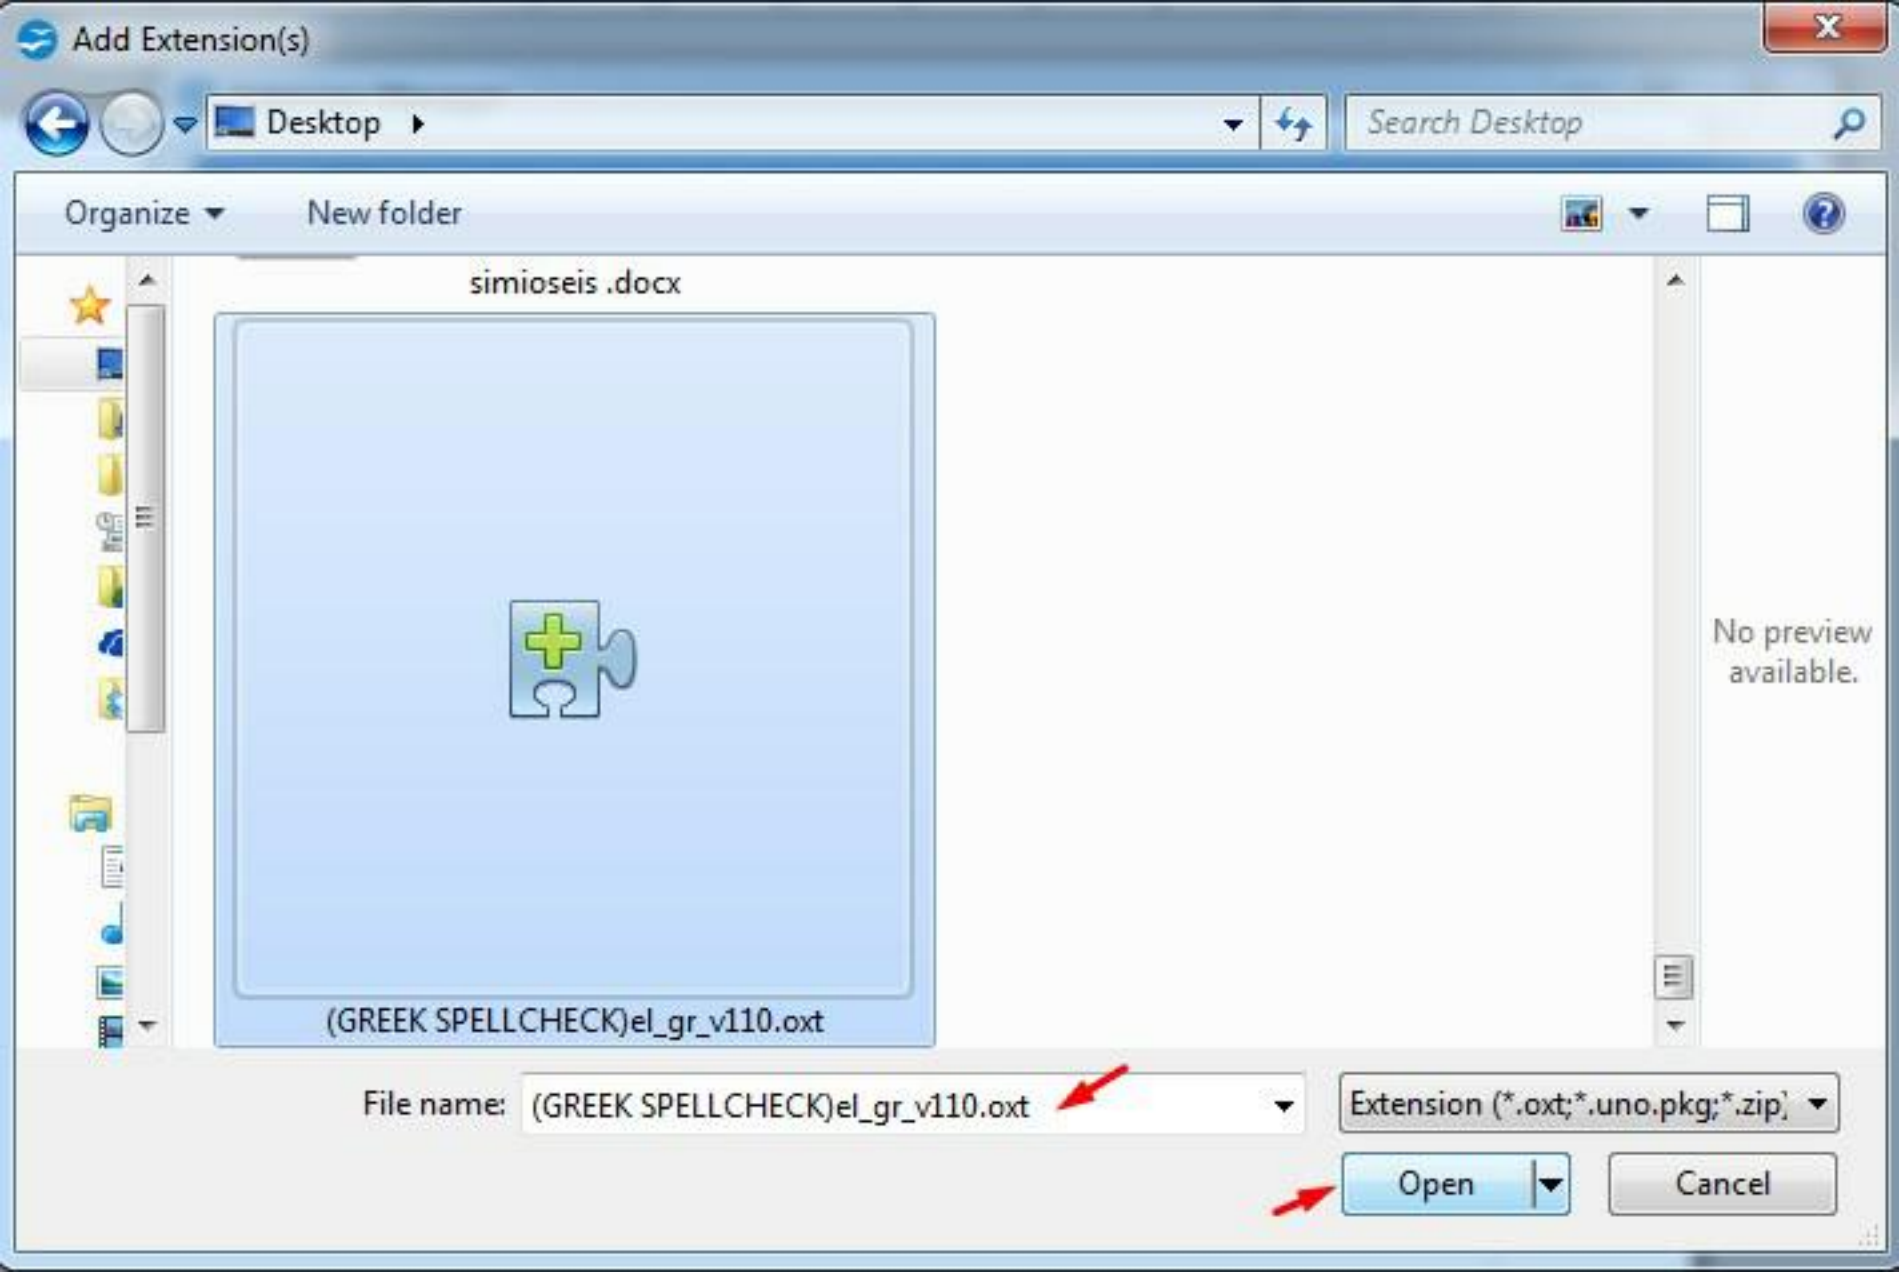 Add Extension(s)
Desktop
Search Desktop
Organize
New folder
simioseis .docx
No preview
available.
(GREEK SPELLCHECK)el_gr_v110.oxt
File name:
(GREEK SPELLCHECK)el_gr_v110.oxt
Extension (*.oxt;*.uno.pkg;*.zip)
Open
Cancel